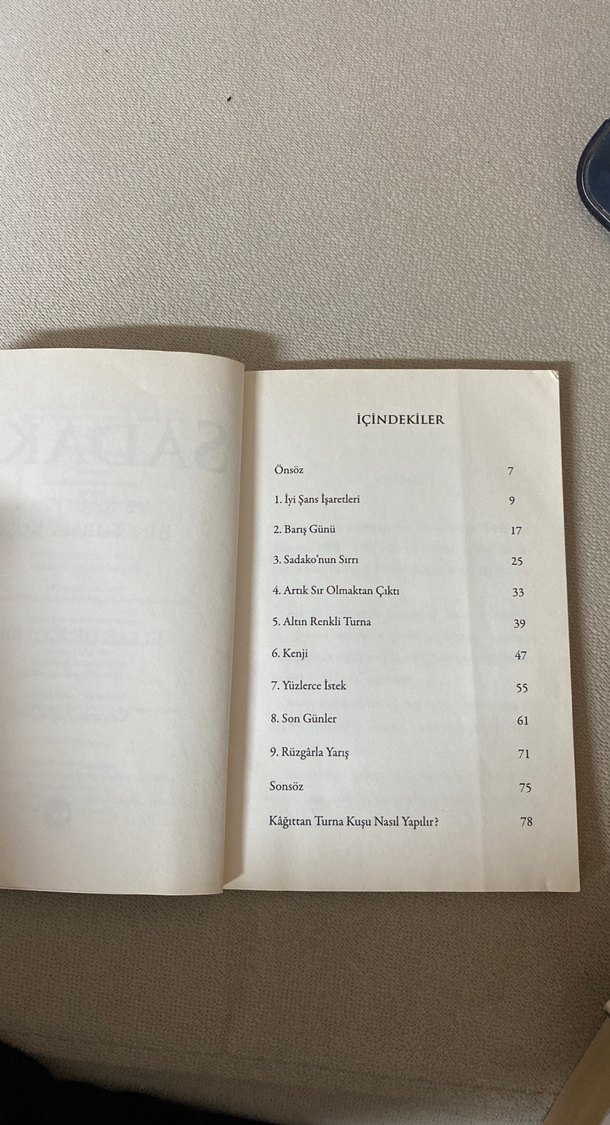 İÇİNDEKİLER
Önsöz 7
1. İyi Şans İşaretleri 9
2. Barış Günü 17
3. Sadako'nun Sırrı 25
4. Artık Sır Olmaktan Çıktı 33
5. Altın Renkli Turna 39
6. Kenji 47
7. Yüzlerce İstek 55
8. Son Günler 61
9. Rüzgârla Yarış 71
Sonsöz 75
Kâğıttan Turna Kuşu Nasıl Yapılır? 78